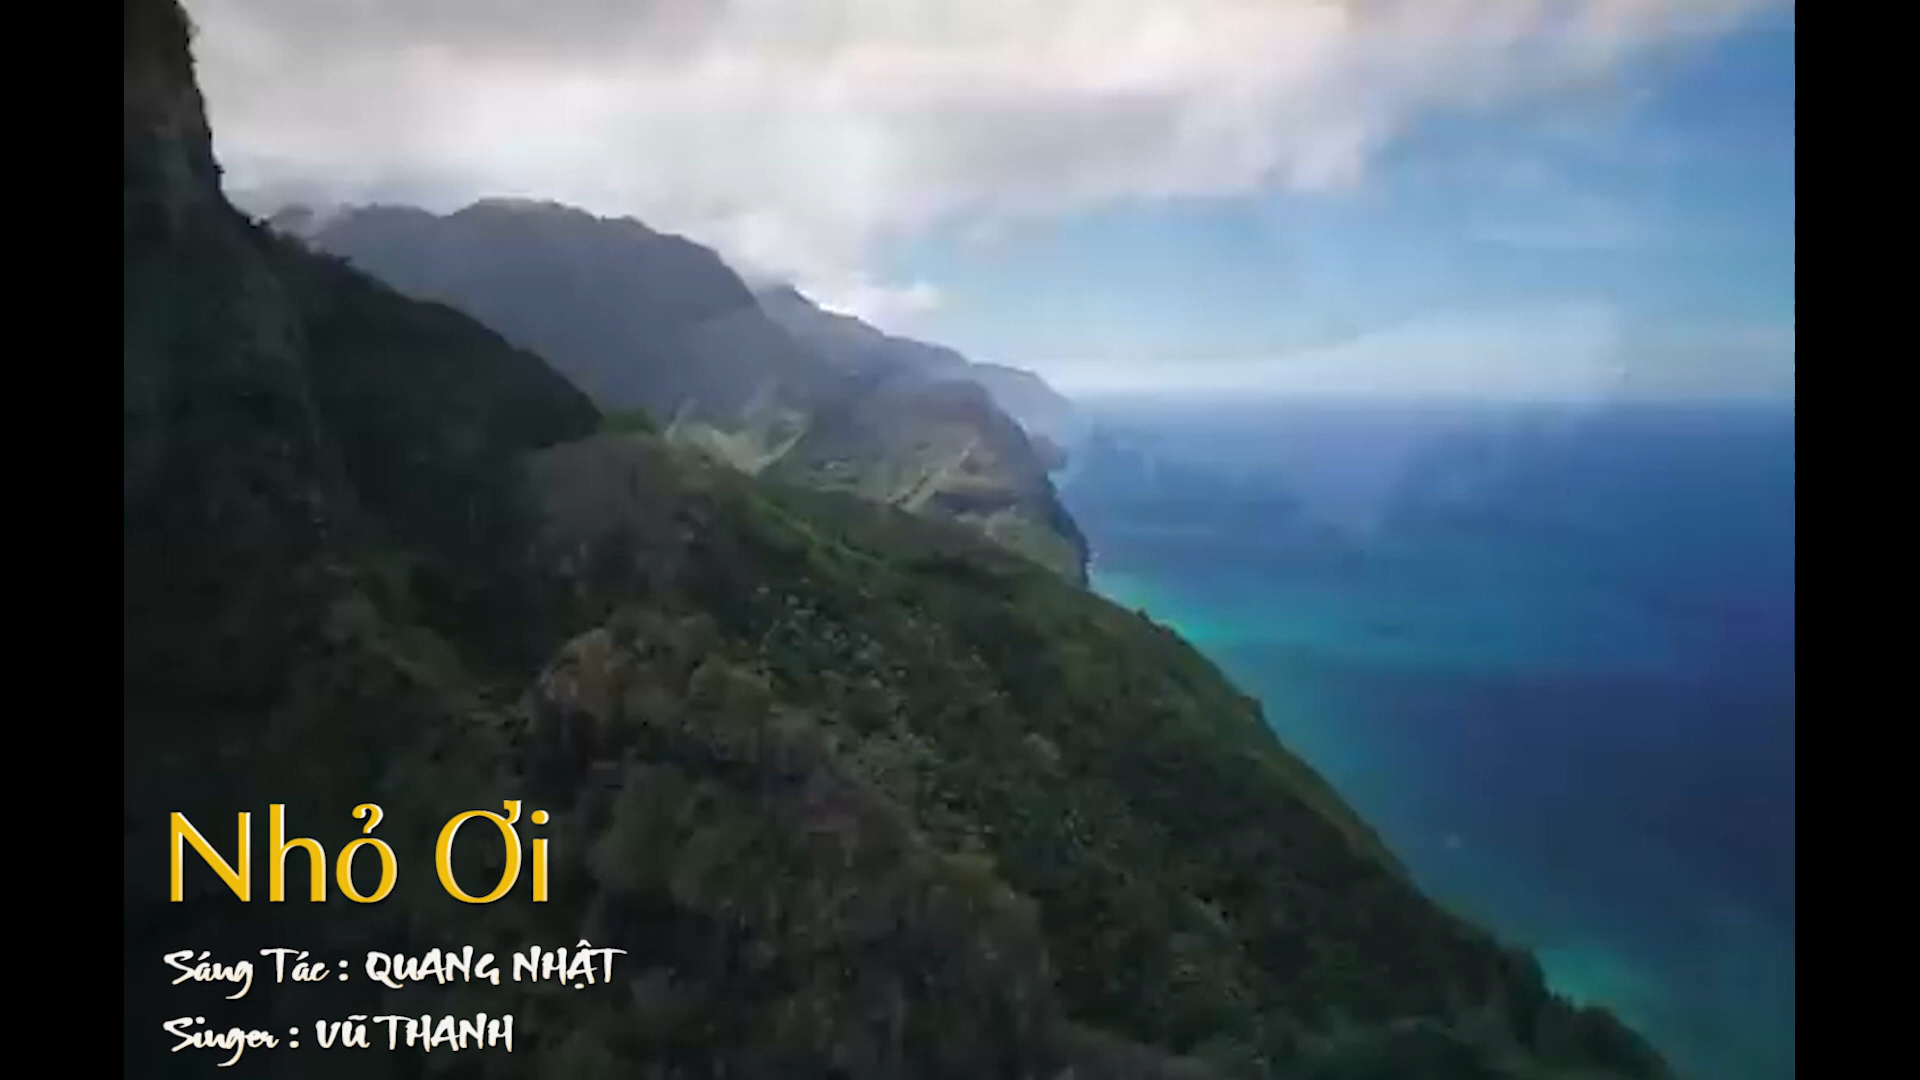 Nhỏ Ơi
Sáng Tác : QUANG NHẬT
Singer : VŨ THANH